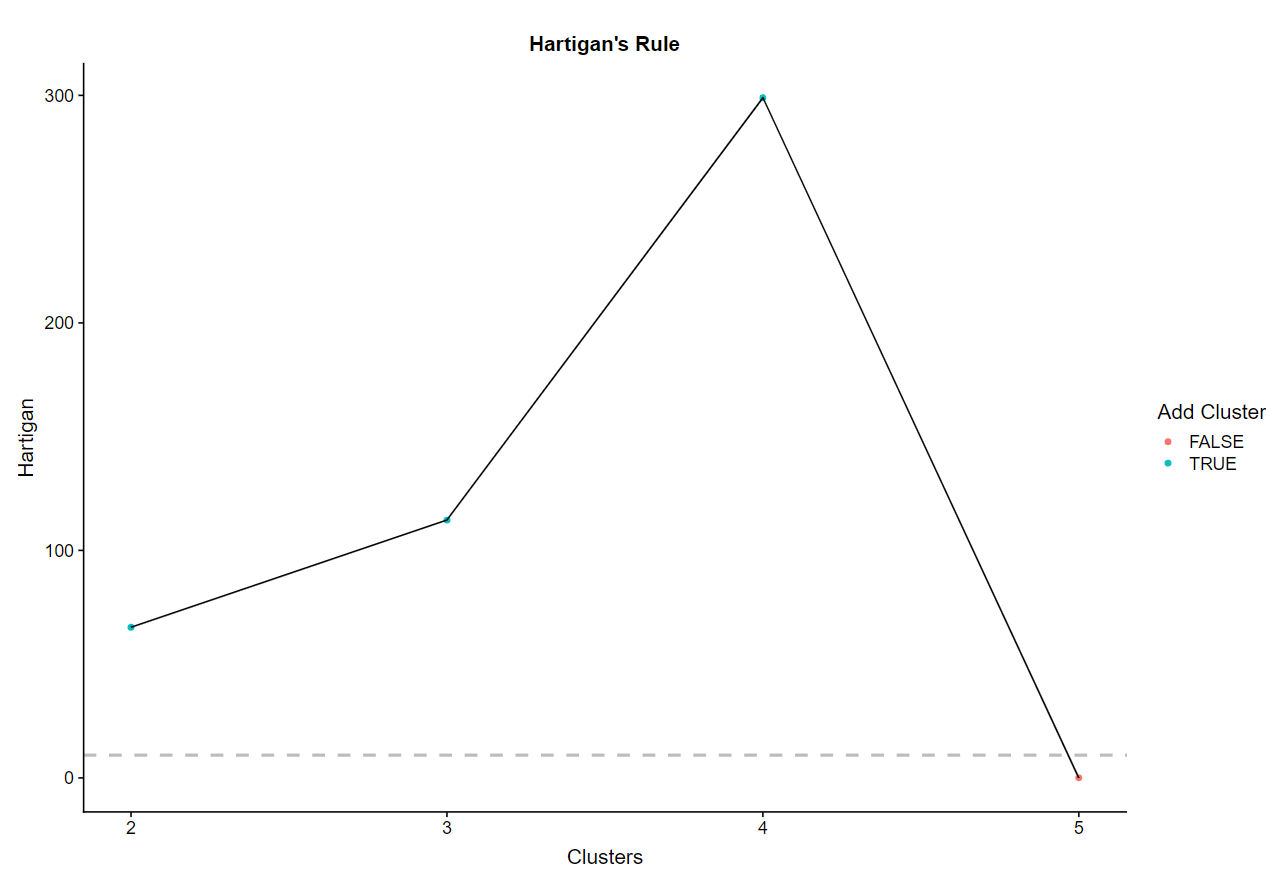 Hartigan's Rule
300
200
100
0
Hartigan
2 3 4 5
Clusters
Add Cluster
FALSE
TRUE